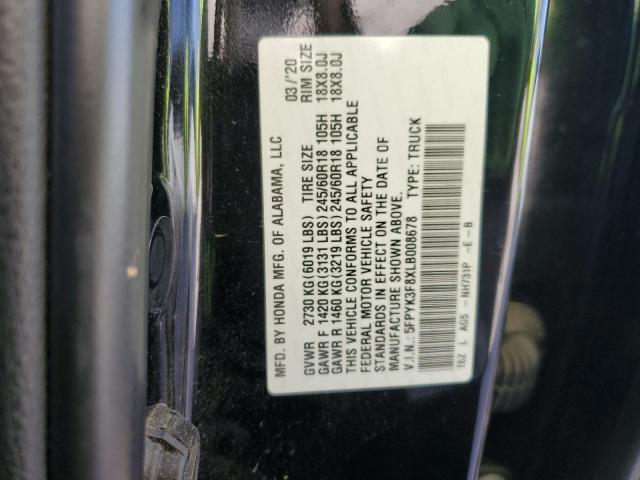 MFD. BY HONDA MFG. OF ALABAMA, LLC 03/'20
GVWR 2730 KG(6019 LBS) TIRE SIZE RIM SIZE
GAWR F 1420 KG(3131 LBS) 245/60R18 105H 18X8.0J
GAWR R 1460 KG(3219 LBS) 245/60R18 105H 18X8.0J
THIS VEHICLE CONFORMS TO ALL APPLICABLE
FEDERAL MOTOR VEHICLE SAFETY
STANDARDS IN EFFECT ON THE DATE OF
MANUFACTURE SHOWN ABOVE.
V.I.N.: 5FPYK3F8XLB008678 TYPE: TRUCK
T6Z L AG5 -NH731P -E-B